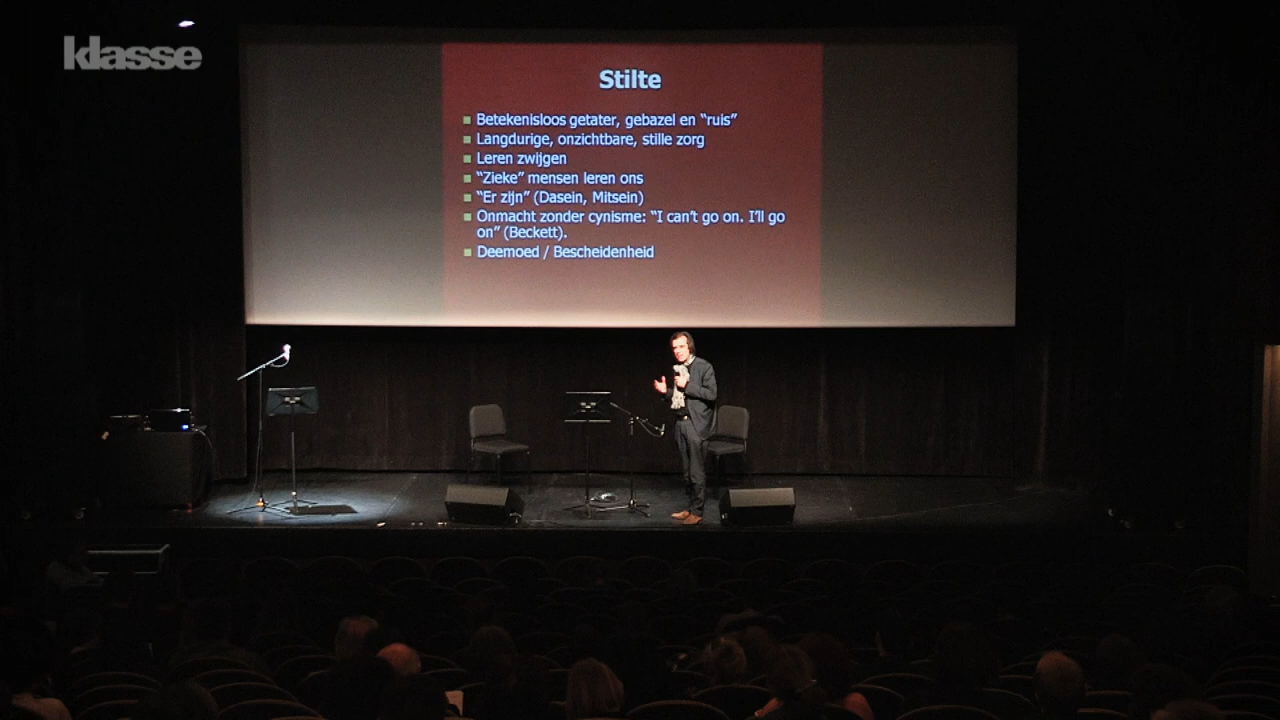 klasse
Stilte
Betekenisloos getater, gebazel en “ruis”
Langdurige, onzichtbare, stille zorg
Leren zwijgen
“Zieke” mensen leren ons
“Er zijn” (Dasein, Mitsein)
Onmacht zonder cynisme: “I can’t go on. I’ll go
on” (Beckett).
Deemoed / Bescheidenheid